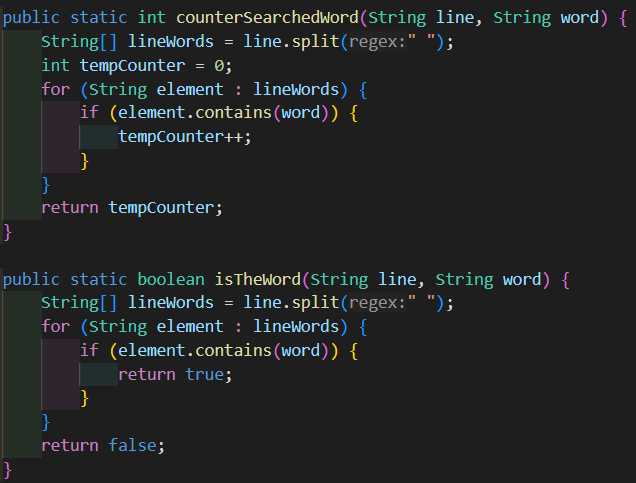 public static int counterSearchedWord(String line, String word) {
    String[] lineWords = line.split(regex:" ");
    int tempCounter = 0;
    for (String element : lineWords) {
        if (element.contains(word)) {
            tempCounter++;
        }
    }
    return tempCounter;
}

public static boolean isTheWord(String line, String word) {
    String[] lineWords = line.split(regex:" ");
    for (String element : lineWords) {
        if (element.contains(word)) {
            return true;
        }
    }
    return false;
}